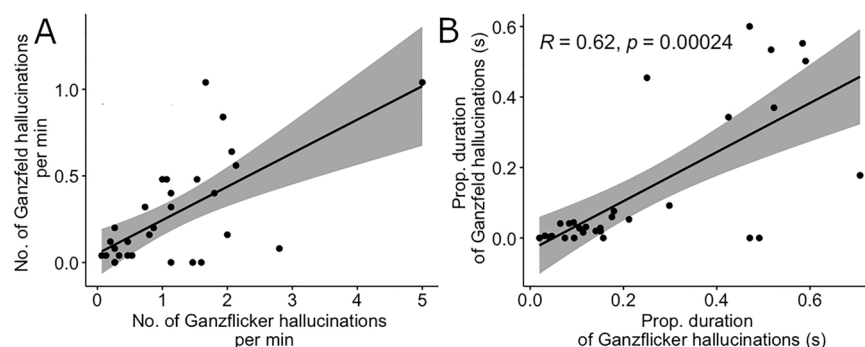 A
No. of Ganzfeld hallucinations
per min
1.0
0.5
0.0
0
1
2
3
4
5
No. of Ganzflicker hallucinations
per min
B
R = 0.62, p = 0.00024
Prop. duration
of Ganzfeld hallucinations (s)
0.6
0.4
0.2
0.0
0.0
0.2
0.4
0.6
Prop. duration
of Ganzflicker hallucinations (s)